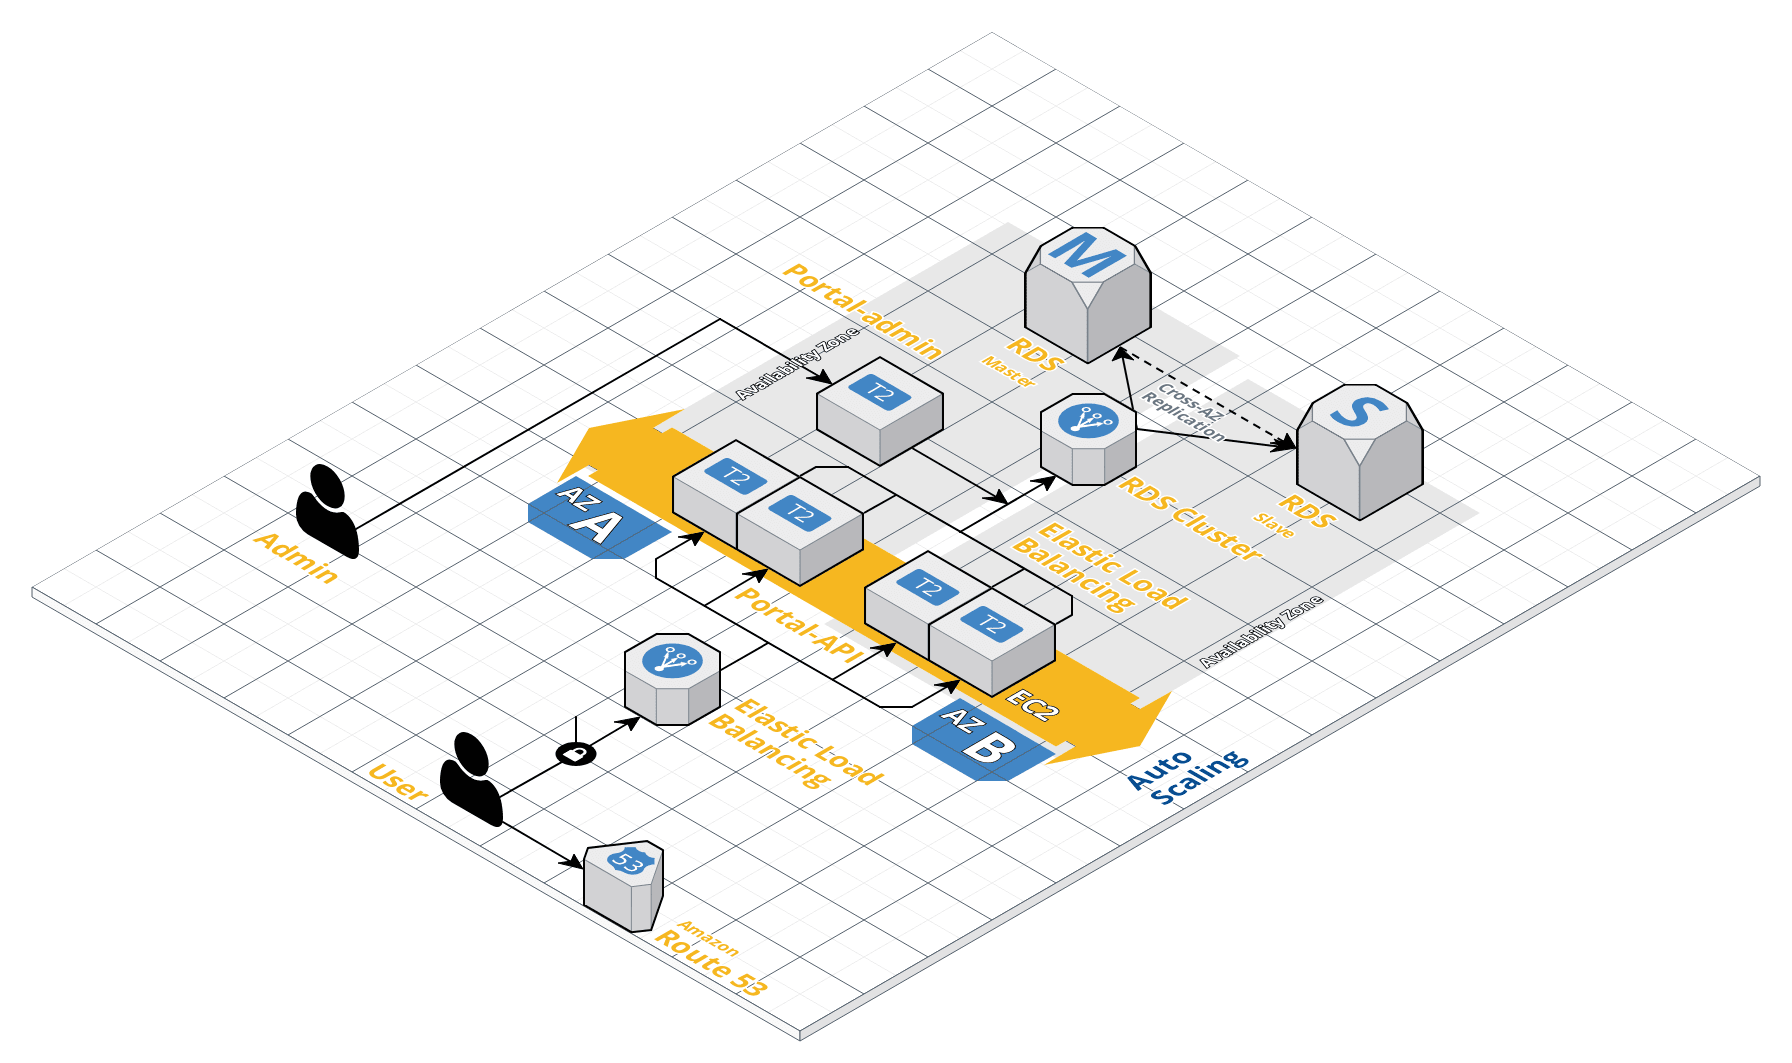 M
Portal-admin
RDS
Master
Availability Zone
T2
Cross-AZ
Replication
S
RDS
Slave
RDS Cluster
T2
T2
AZ
A
Admin
Elastic Load
Balancing
T2
T2
Portal-API
Availability Zone
EC2
AZ
B
Elastic Load
Balancing
User
Auto
Scaling
53
Amazon
Route 53